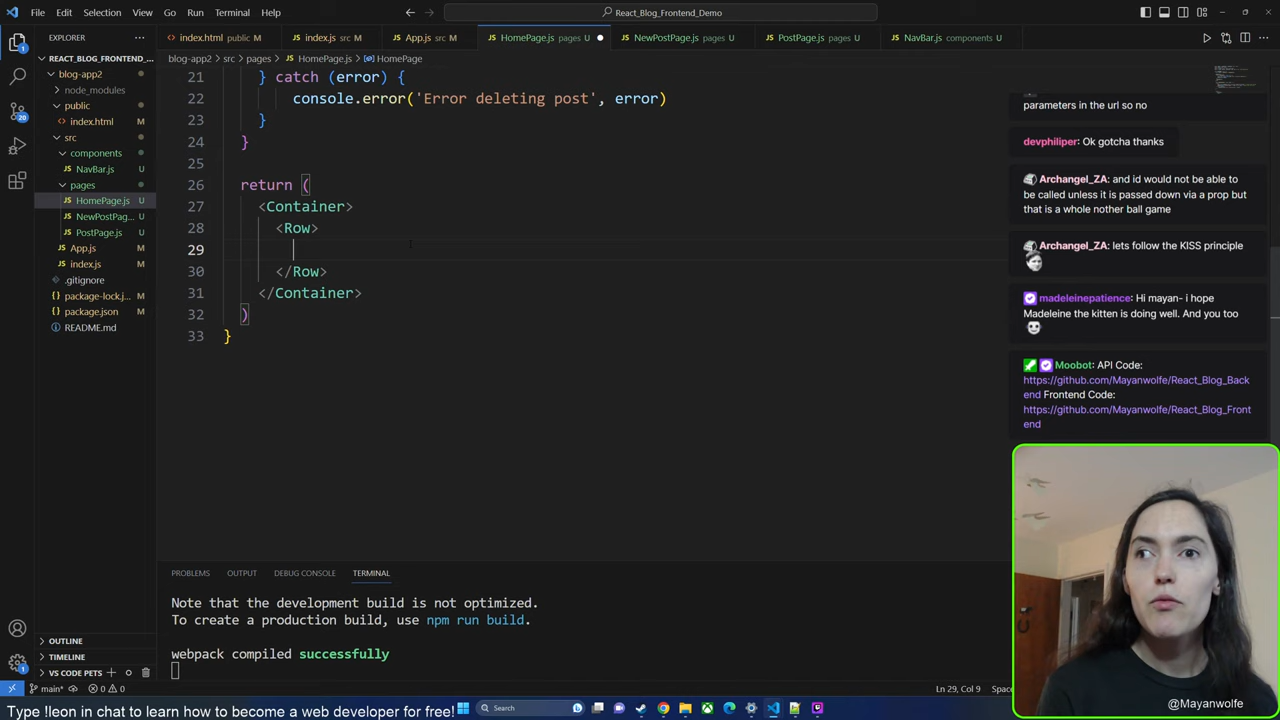 File Edit Selection View Go Run Terminal Help
React_Blog_Frontend_Demo
EXPLORER
REACT_BLOG_FRONTEND_...
blog-app2
node_modules
public
index.html U
src
components
NavBar.js U
pages
HomePage.js U
NewPostPag... U
PostPage.js U
App.js M
index.js M
.gitignore
package-lock.j... M
package.json M
README.md
OUTLINE
TIMELINE
VS CODE PETS
20
1
1
index.html public M
index.js src M
App.js src M
HomePage.js pages U
NewPostPage.js pages U
PostPage.js pages U
NavBar.js components U
blog-app2 > src > pages > HomePage.js > HomePage
21 } catch (error) {
22 console.error('Error deleting post', error)
23 }
24 }
25
26 return (
27 <Container>
28 <Row>
29
30 </Row>
31 </Container>
32 )
33 }
PROBLEMS OUTPUT DEBUG CONSOLE TERMINAL
Note that the development build is not optimized.
To create a production build, use npm run build.
webpack compiled successfully
parameters in the url so no
devphiliper: Ok gotcha thanks
Archangel_ZA: and id would not be able to
be called unless it is passed down via a prop but
that is a whole nother ball game
Archangel_ZA: lets follow the KISS principle
madeleinepatience: Hi mayan- i hope
Madeleine the kitten is doing well. And you too
Moobot: API Code:
https://github.com/Mayanwolfe/React_Blog_Back
end Frontend Code:
https://github.com/Mayanwolfe/React_Blog_Front
end
@Mayanwolfe
main* 0 0
Ln 29, Col 9
Type !leon in chat to learn how to become a web developer for free!
Search